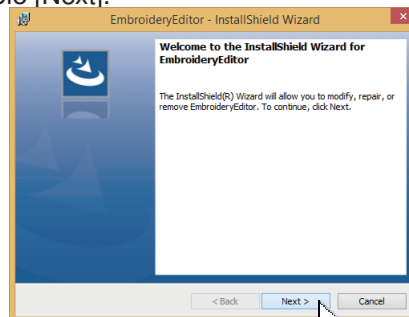 [Next].
EmbroideryEditor - InstallShield Wizard
Welcome to the InstallShield Wizard for
EmbroideryEditor
The InstallShield(R) Wizard will allow you to modify, repair, or
remove EmbroideryEditor. To continue, click Next.
< Back
Next >
Cancel